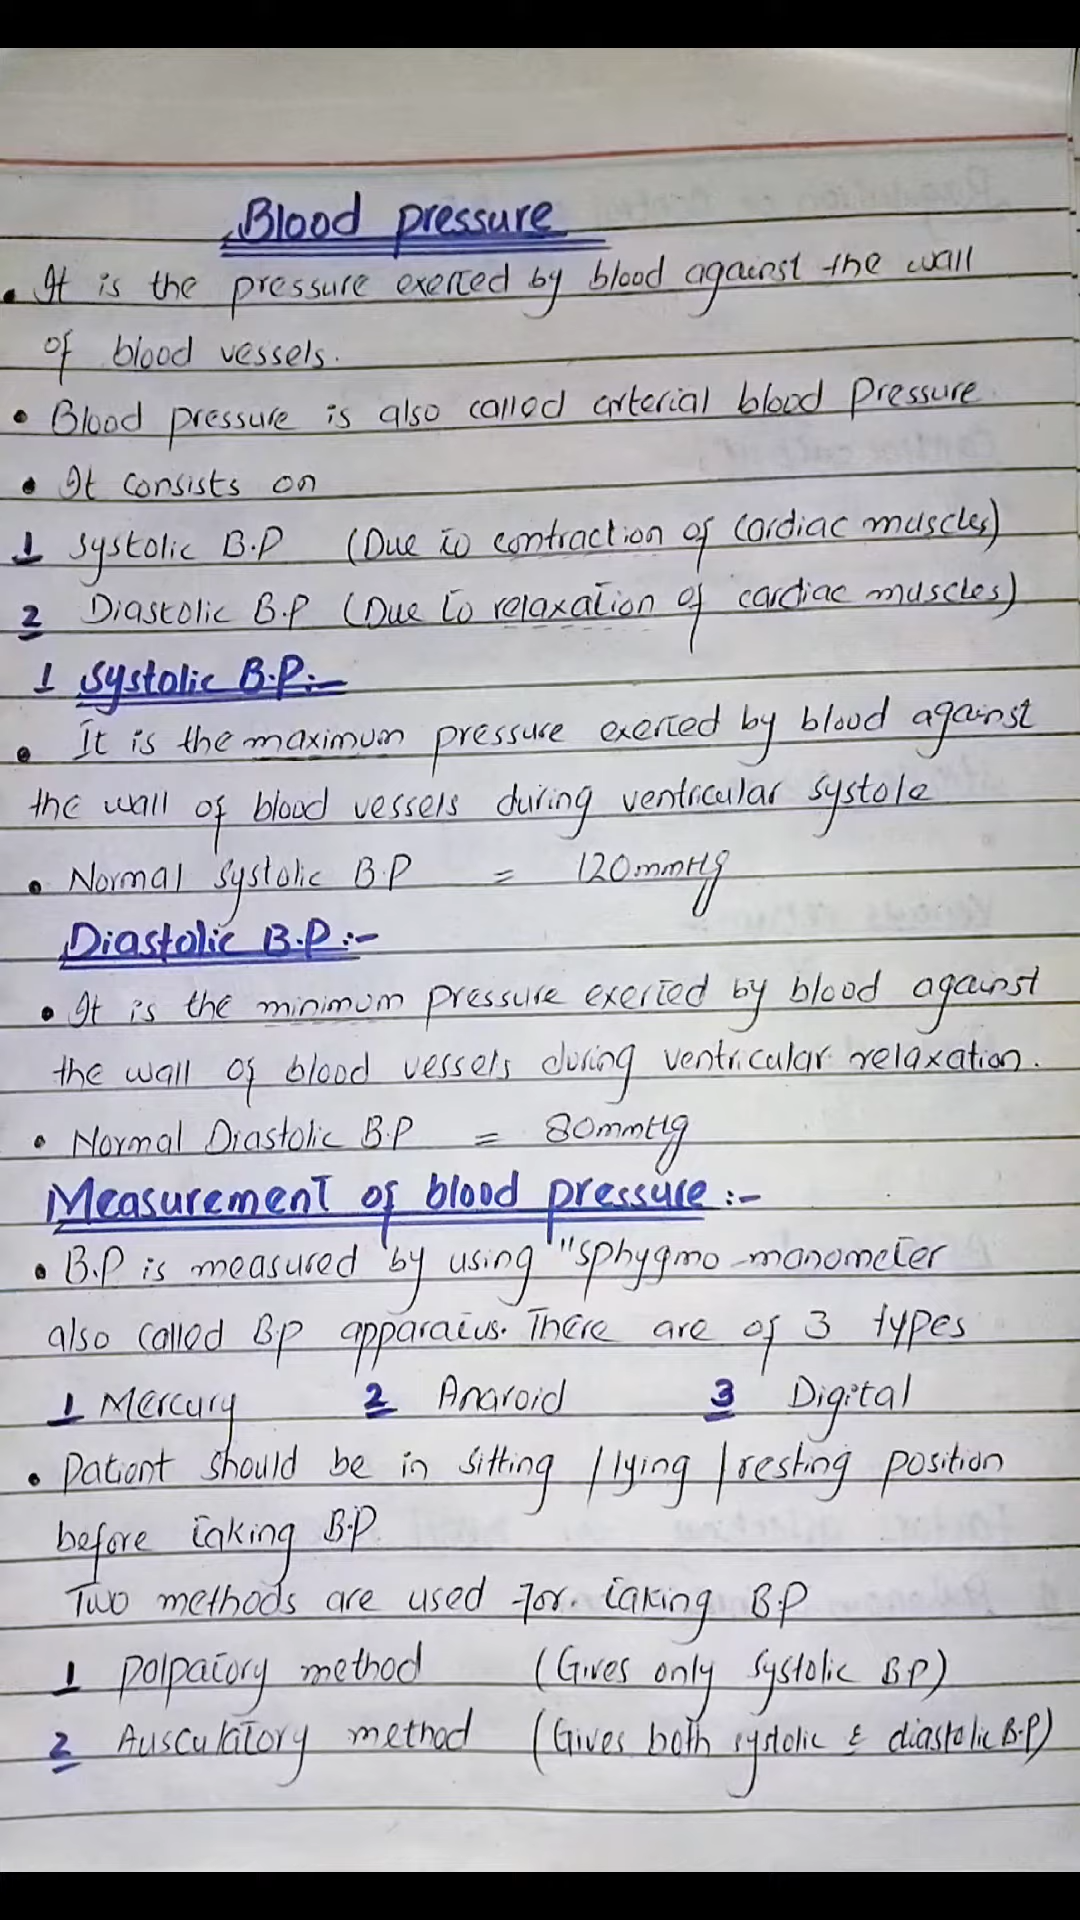 Blood pressure
• It is the pressure exerted by blood against the wall
of blood vessels.
• Blood pressure is also called arterial blood pressure.
• It consists on
1 Systolic B.P (Due to contraction of cardiac muscles)
2 Diastolic B.P (Due to relaxation of cardiac muscles)
1 Systolic B.P:-
• It is the maximum pressure exerted by blood against
the wall of blood vessels during ventricular systole
• Normal Systolic B.P = 120mmHg
Diastolic B.P:-
• It is the minimum pressure exerted by blood against
the wall of blood vessels during ventricular relaxation.
• Normal Diastolic B.P = 80mmHg
Measurement of blood pressure:-
• B.P is measured by using "sphygmo-manometer
also called B.P apparatus. There are of 3 types
1 Mercury 2 Anaroid 3 Digital
• Patient should be in sitting / lying / resting position
before taking B.P.
Two methods are used for taking B.P
1 Palpatory method (Gives only systolic BP)
2 Ausculatory method (Gives both systolic & diastolic B.P)